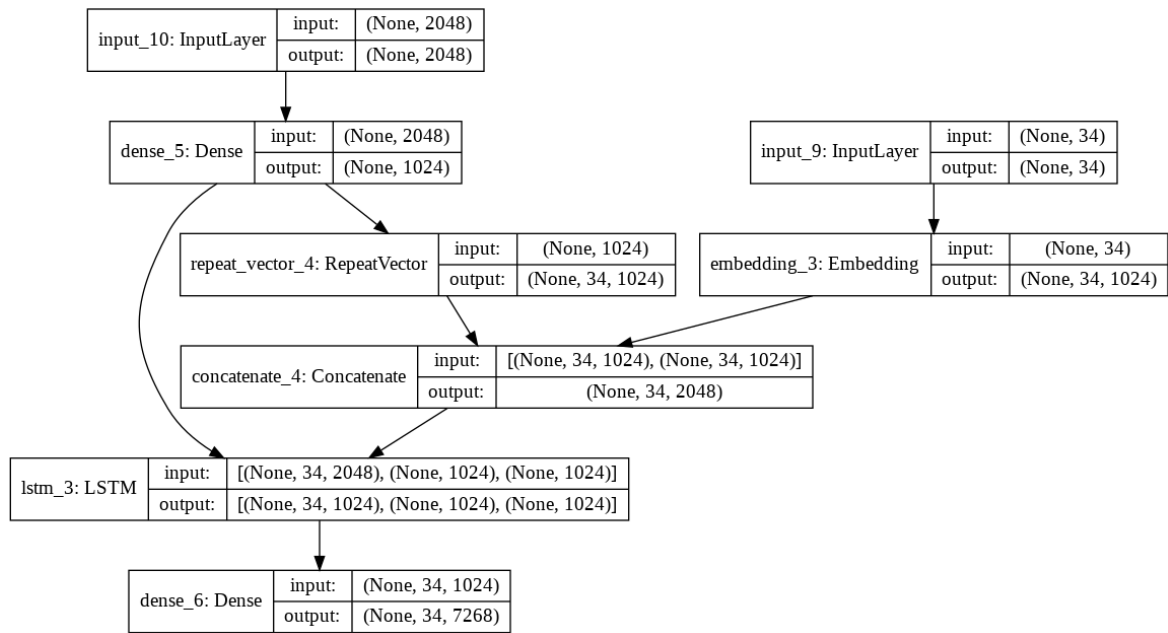 input_10: InputLayer
input: (None, 2048)
output: (None, 2048)
dense_5: Dense
input: (None, 2048)
output: (None, 1024)
input_9: InputLayer
input: (None, 34)
output: (None, 34)
repeat_vector_4: RepeatVector
input: (None, 1024)
output: (None, 34, 1024)
embedding_3: Embedding
input: (None, 34)
output: (None, 34, 1024)
concatenate_4: Concatenate
input: [(None, 34, 1024), (None, 34, 1024)]
output: (None, 34, 2048)
lstm_3: LSTM
input: [(None, 34, 2048), (None, 1024), (None, 1024)]
output: [(None, 34, 1024), (None, 1024), (None, 1024)]
dense_6: Dense
input: (None, 34, 1024)
output: (None, 34, 7268)